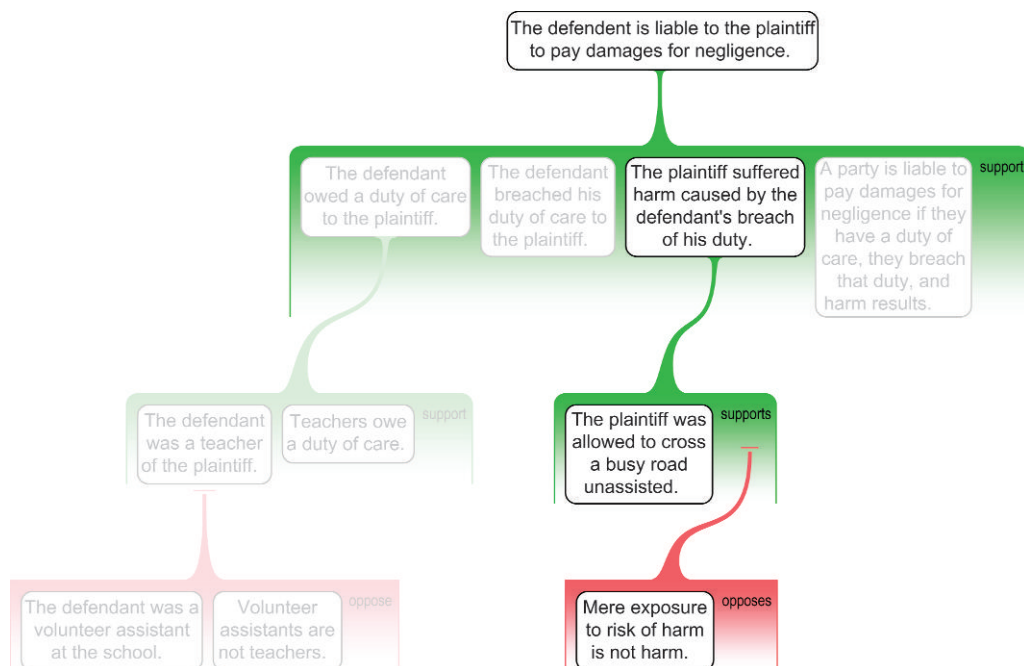 The defendent is liable to the plaintiff
to pay damages for negligence.
The defendant
owed a duty of care
to the plaintiff.
The defendant
breached his
duty of care to
the plaintiff.
The plaintiff suffered
harm caused by the
defendant's breach
of his duty.
A party is liable to
pay damages for
negligence if they
have a duty of
care, they breach
that duty, and
harm results.
support
The defendant
was a teacher
of the plaintiff.
Teachers owe
a duty of care.
support
The plaintiff was
allowed to cross
a busy road
unassisted.
supports
The defendant was a
volunteer assistant
at the school.
Volunteer
assistants are
not teachers.
oppose
Mere exposure
to risk of harm
is not harm.
opposes